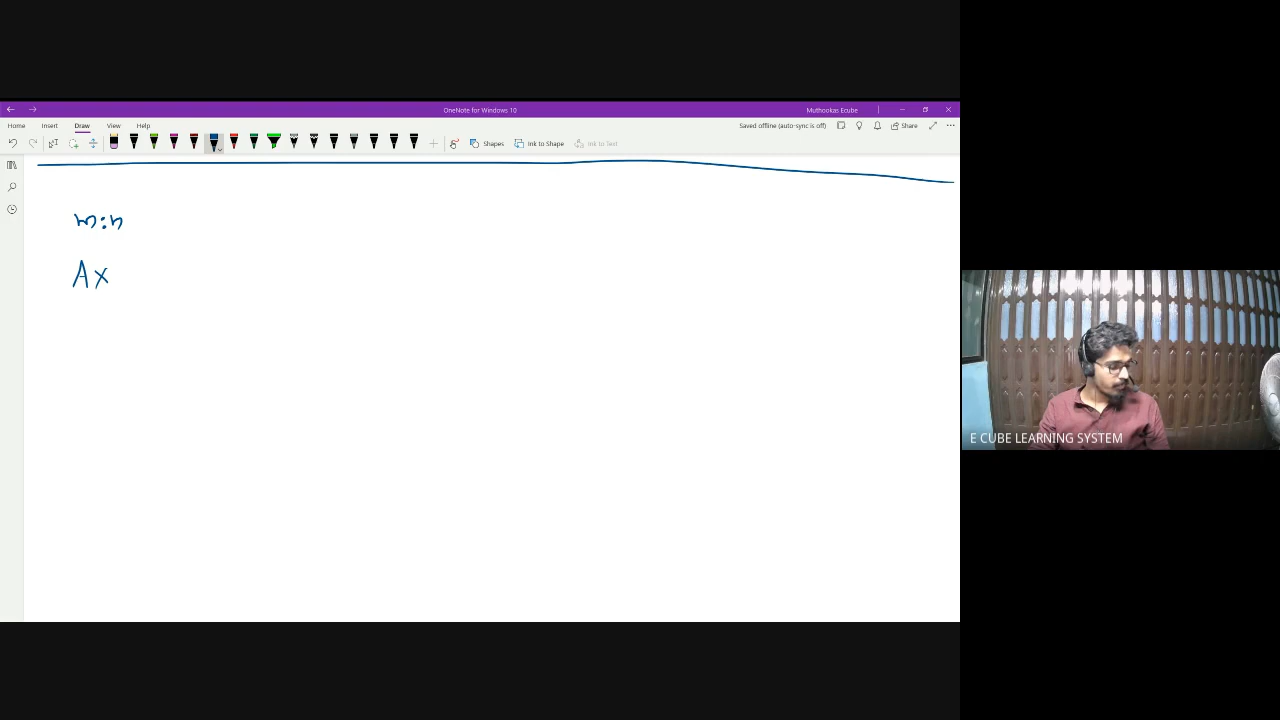 OneNote for Windows 10
Muthookas Ecube
Home Insert Draw View Help
Saved offline (auto-sync is off)
Share
Shapes
Ink to Shape
Ink to Text
m:n
Ax
E CUBE LEARNING SYSTEM